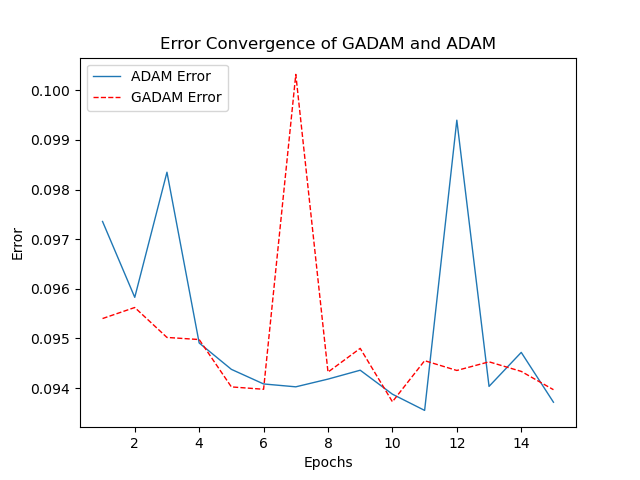 Error Convergence of GADAM and ADAM
ADAM Error
GADAM Error
0.100
0.099
0.098
0.097
0.096
0.095
0.094
Error
2 4 6 8 10 12 14
Epochs